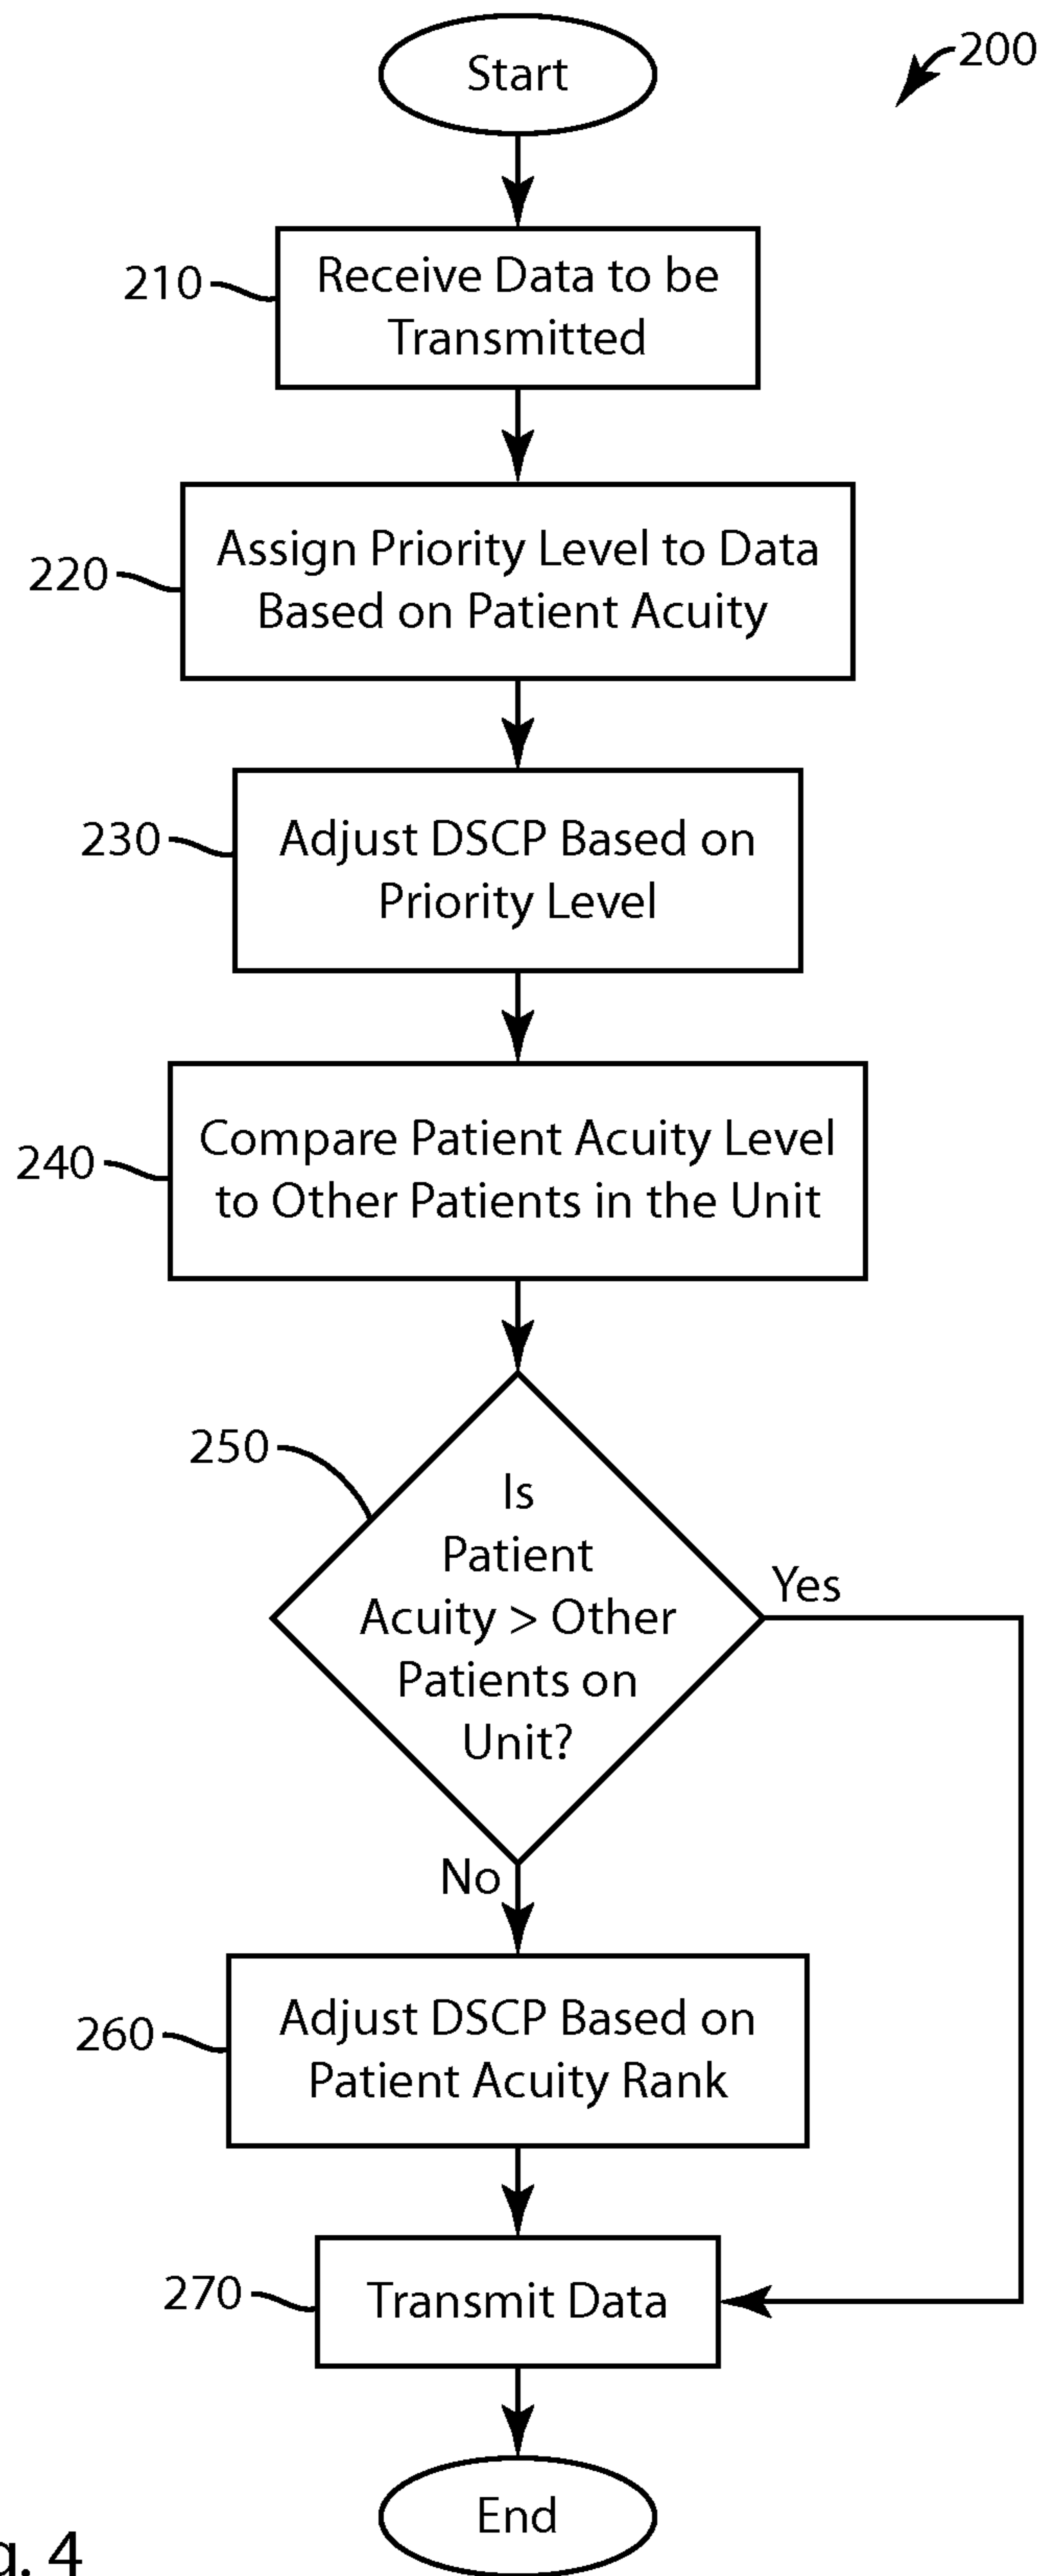 Start
200
210
Receive Data to be
Transmitted
220
Assign Priority Level to Data
Based on Patient Acuity
230
Adjust DSCP Based on
Priority Level
240
Compare Patient Acuity Level
to Other Patients in the Unit
250
Is
Patient
Acuity > Other
Patients on
Unit?
Yes
No
260
Adjust DSCP Based on
Patient Acuity Rank
270
Transmit Data
End
g. 4